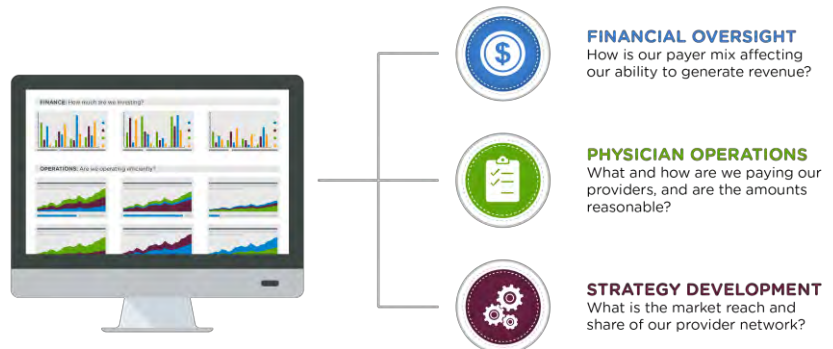 FINANCE: How much are we investing?
OPERATIONS: Are we operating efficiently?
$
FINANCIAL OVERSIGHT
How is our payer mix affecting
our ability to generate revenue?
PHYSICIAN OPERATIONS
What and how are we paying our
providers, and are the amounts
reasonable?
STRATEGY DEVELOPMENT
What is the market reach and
share of our provider network?